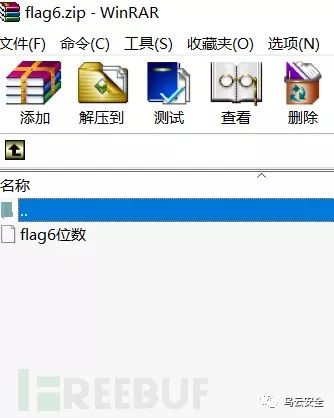 flag6.zip - WinRAR
文件(F) 命令(C) 工具(S) 收藏夹(O) 选项(N)
添加 解压到 测试 查看 删除
名称
..
flag6位数
FREEBUF
乌云安全